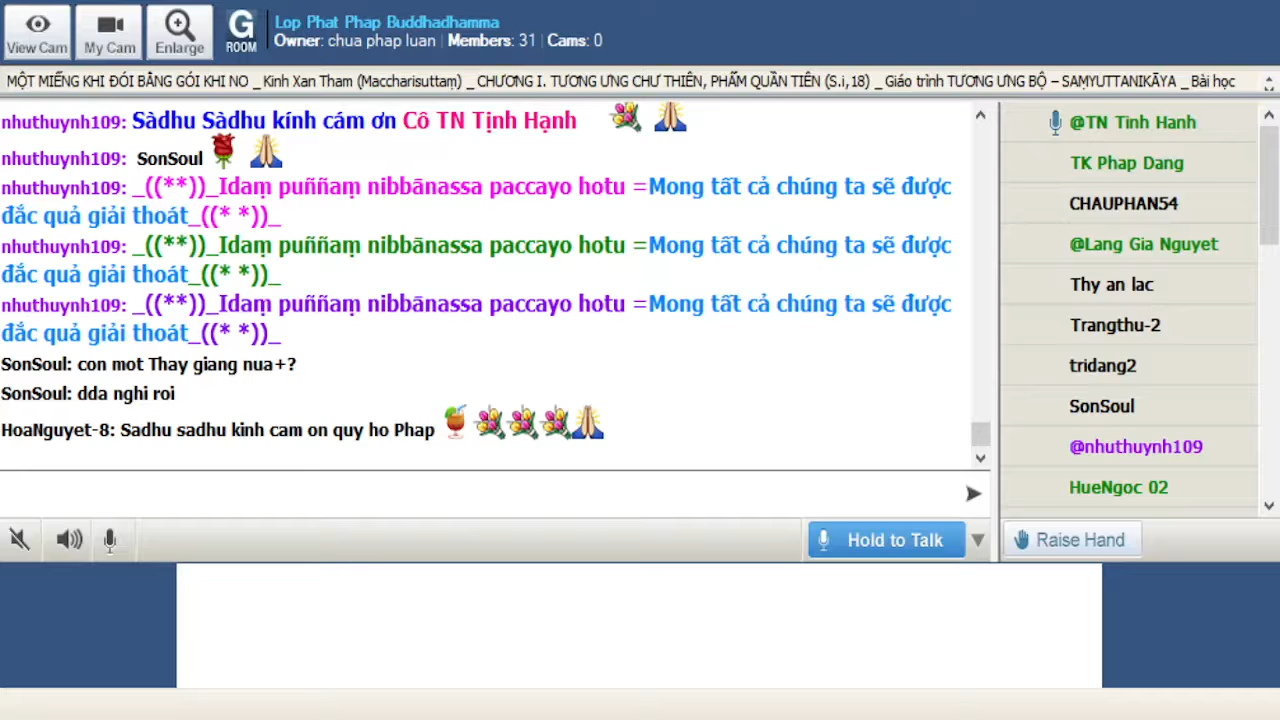 View Cam
My Cam
Enlarge
G
ROOM
Lop Phat Phap Buddhadhamma
Owner: chua phap luan | Members: 31 | Cams: 0
MỘT MIẾNG KHI ĐÓI BẰNG GÓI KHI NO _ Kinh Xan Tham (Maccharisuttaṃ) _ CHƯƠNG I. TƯƠNG ƯNG CHƯ THIÊN, PHẨM QUẦN TIÊN (S.i,18) _ Giáo trình TƯƠNG ƯNG BỘ – SAṂYUTTANIKĀYA _ Bài học
nhuthuynh109: Sàdhu Sàdhu kính cám ơn Cô TN Tịnh Hạnh
nhuthuynh109: SonSoul
nhuthuynh109: _((**))_Idaṃ puññaṃ nibbānassa paccayo hotu =Mong tất cả chúng ta sẽ được
đắc quả giải thoát_((* *))_
nhuthuynh109: _((**))_Idaṃ puññaṃ nibbānassa paccayo hotu =Mong tất cả chúng ta sẽ được
đắc quả giải thoát_((* *))_
nhuthuynh109: _((**))_Idaṃ puññaṃ nibbānassa paccayo hotu =Mong tất cả chúng ta sẽ được
đắc quả giải thoát_((* *))_
SonSoul: con mot Thay giang nua+?
SonSoul: dda nghi roi
HoaNguyet-8: Sadhu sadhu kinh cam on quy ho Phap
@TN Tinh Hanh
TK Phap Dang
CHAUPHAN54
@Lang Gia Nguyet
Thy an lac
Trangthu-2
tridang2
SonSoul
@nhuthuynh109
HueNgoc 02
Hold to Talk
Raise Hand